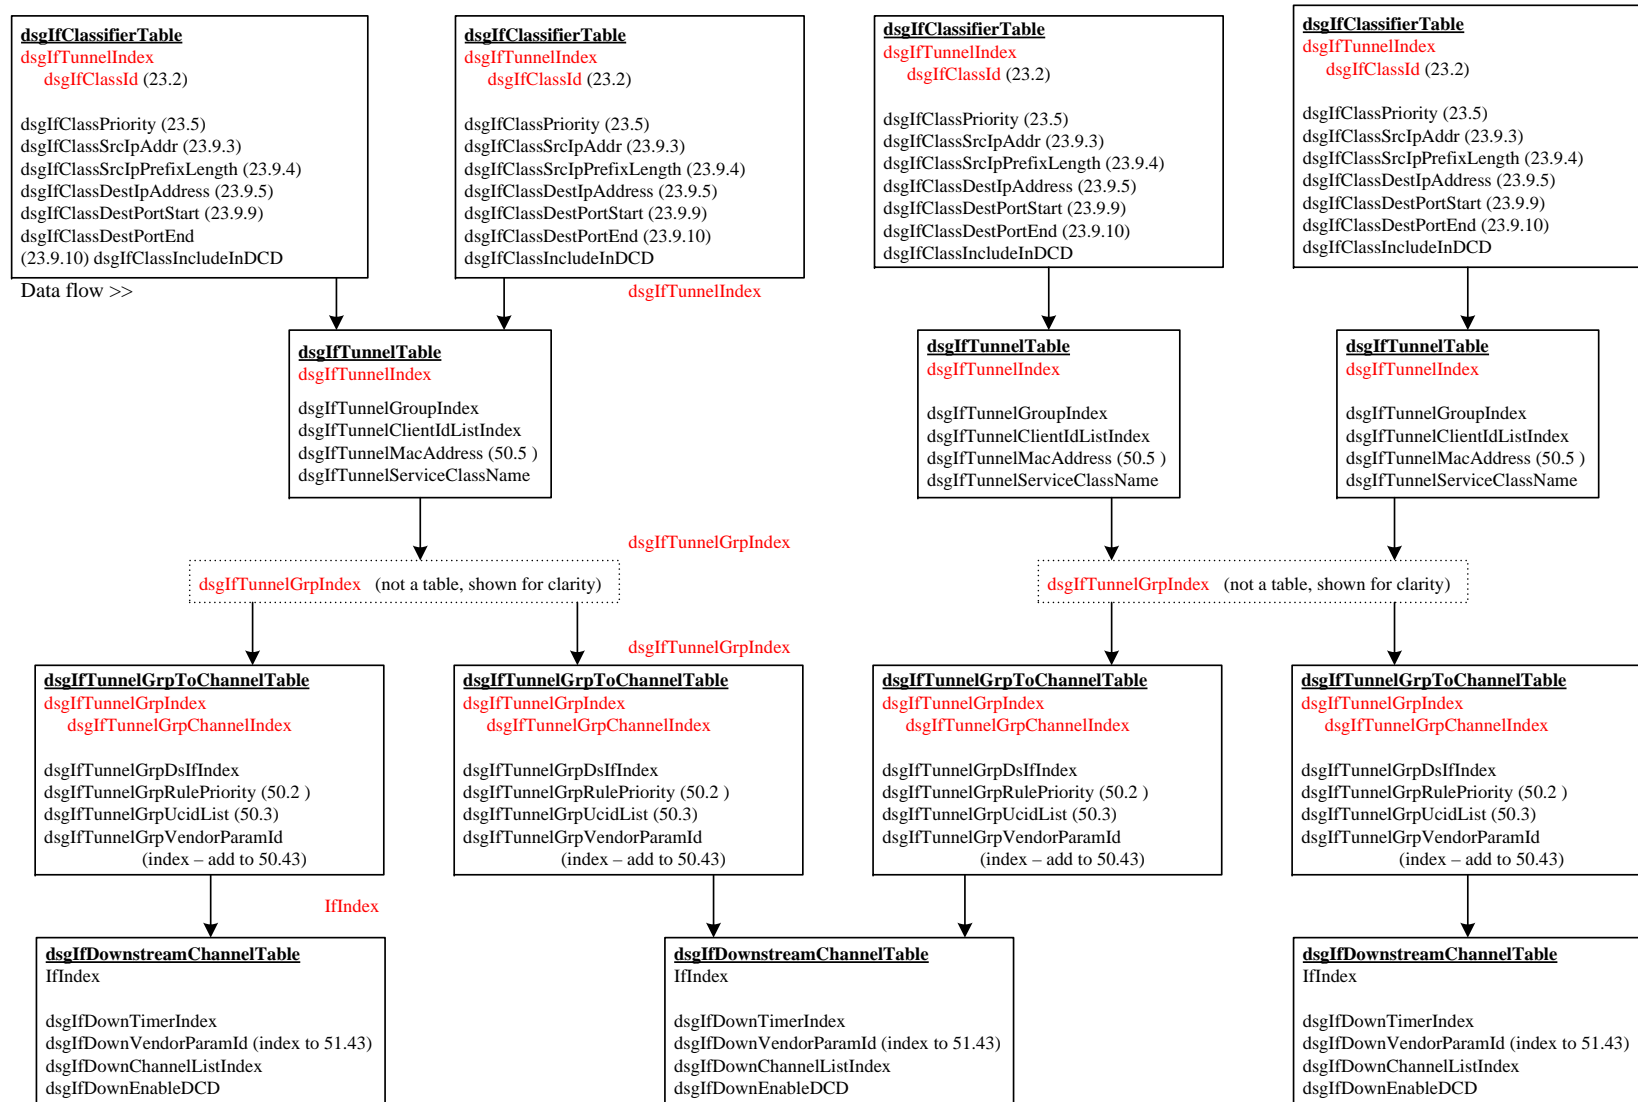 dsgIfClassifierTable
dsgIfTunnelIndex
dsgIfClassId (23.2)
dsgIfClassPriority (23.5)
dsgIfClassSrcIpAddr (23.9.3)
dsgIfClassSrcIpPrefixLength (23.9.4)
dsgIfClassDestIpAddress (23.9.5)
dsgIfClassDestPortStart (23.9.9)
dsgIfClassDestPortEnd
(23.9.10) dsgIfClassIncludeInDCD
dsgIfClassifierTable
dsgIfTunnelIndex
dsgIfClassId (23.2)
dsgIfClassPriority (23.5)
dsgIfClassSrcIpAddr (23.9.3)
dsgIfClassSrcIpPrefixLength (23.9.4)
dsgIfClassDestIpAddress (23.9.5)
dsgIfClassDestPortStart (23.9.9)
dsgIfClassDestPortEnd (23.9.10)
dsgIfClassIncludeInDCD
dsgIfClassifierTable
dsgIfTunnelIndex
dsgIfClassId (23.2)
dsgIfClassPriority (23.5)
dsgIfClassSrcIpAddr (23.9.3)
dsgIfClassSrcIpPrefixLength (23.9.4)
dsgIfClassDestIpAddress (23.9.5)
dsgIfClassDestPortStart (23.9.9)
dsgIfClassDestPortEnd (23.9.10)
dsgIfClassIncludeInDCD
dsgIfClassifierTable
dsgIfTunnelIndex
dsgIfClassId (23.2)
dsgIfClassPriority (23.5)
dsgIfClassSrcIpAddr (23.9.3)
dsgIfClassSrcIpPrefixLength (23.9.4)
dsgIfClassDestIpAddress (23.9.5)
dsgIfClassDestPortStart (23.9.9)
dsgIfClassDestPortEnd (23.9.10)
dsgIfClassIncludeInDCD
Data flow >>
dsgIfTunnelIndex
dsgIfTunnelTable
dsgIfTunnelIndex
dsgIfTunnelGroupIndex
dsgIfTunnelClientIdListIndex
dsgIfTunnelMacAddress (50.5 )
dsgIfTunnelServiceClassName
dsgIfTunnelTable
dsgIfTunnelIndex
dsgIfTunnelGroupIndex
dsgIfTunnelClientIdListIndex
dsgIfTunnelMacAddress (50.5 )
dsgIfTunnelServiceClassName
dsgIfTunnelTable
dsgIfTunnelIndex
dsgIfTunnelGroupIndex
dsgIfTunnelClientIdListIndex
dsgIfTunnelMacAddress (50.5 )
dsgIfTunnelServiceClassName
dsgIfTunnelGrpIndex
dsgIfTunnelGrpIndex (not a table, shown for clarity)
dsgIfTunnelGrpIndex (not a table, shown for clarity)
dsgIfTunnelGrpIndex
dsgIfTunnelGrpToChannelTable
dsgIfTunnelGrpIndex
dsgIfTunnelGrpChannelIndex
dsgIfTunnelGrpDsIfIndex
dsgIfTunnelGrpRulePriority (50.2 )
dsgIfTunnelGrpUcidList (50.3)
dsgIfTunnelGrpVendorParamId
(index – add to 50.43)
dsgIfTunnelGrpToChannelTable
dsgIfTunnelGrpIndex
dsgIfTunnelGrpChannelIndex
dsgIfTunnelGrpDsIfIndex
dsgIfTunnelGrpRulePriority (50.2 )
dsgIfTunnelGrpUcidList (50.3)
dsgIfTunnelGrpVendorParamId
(index – add to 50.43)
dsgIfTunnelGrpToChannelTable
dsgIfTunnelGrpIndex
dsgIfTunnelGrpChannelIndex
dsgIfTunnelGrpDsIfIndex
dsgIfTunnelGrpRulePriority (50.2 )
dsgIfTunnelGrpUcidList (50.3)
dsgIfTunnelGrpVendorParamId
(index – add to 50.43)
dsgIfTunnelGrpToChannelTable
dsgIfTunnelGrpIndex
dsgIfTunnelGrpChannelIndex
dsgIfTunnelGrpDsIfIndex
dsgIfTunnelGrpRulePriority (50.2 )
dsgIfTunnelGrpUcidList (50.3)
dsgIfTunnelGrpVendorParamId
(index – add to 50.43)
IfIndex
dsgIfDownstreamChannelTable
IfIndex
dsgIfDownTimerIndex
dsgIfDownVendorParamId (index to 51.43)
dsgIfDownChannelListIndex
dsgIfDownEnableDCD
dsgIfDownstreamChannelTable
IfIndex
dsgIfDownTimerIndex
dsgIfDownVendorParamId (index to 51.43)
dsgIfDownChannelListIndex
dsgIfDownEnableDCD
dsgIfDownstreamChannelTable
IfIndex
dsgIfDownTimerIndex
dsgIfDownVendorParamId (index to 51.43)
dsgIfDownChannelListIndex
dsgIfDownEnableDCD